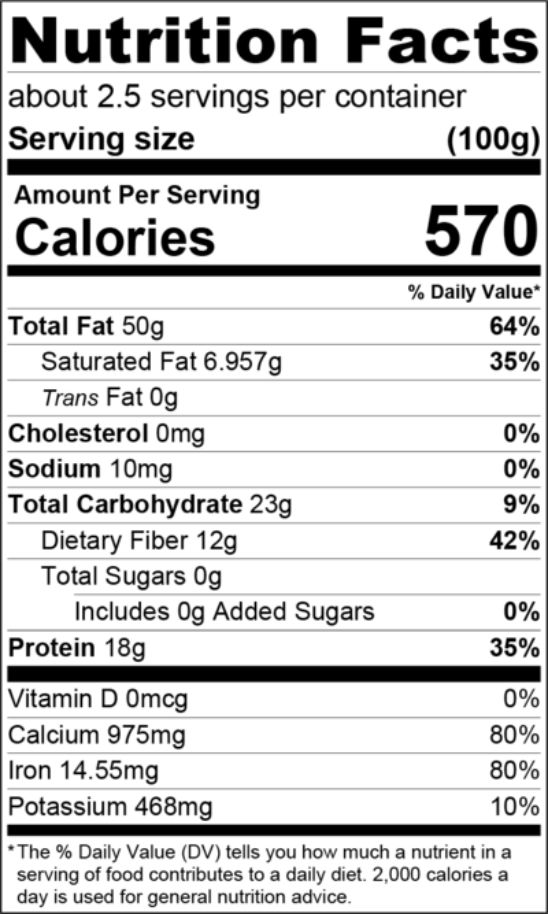 Nutrition Facts
about 2.5 servings per container
Serving size (100g)
Amount Per Serving
Calories 570
% Daily Value*
Total Fat 50g 64%
Saturated Fat 6.957g 35%
Trans Fat 0g
Cholesterol 0mg 0%
Sodium 10mg 0%
Total Carbohydrate 23g 9%
Dietary Fiber 12g 42%
Total Sugars 0g
Includes 0g Added Sugars 0%
Protein 18g 35%
Vitamin D 0mcg 0%
Calcium 975mg 80%
Iron 14.55mg 80%
Potassium 468mg 10%
*The % Daily Value (DV) tells you how much a nutrient in a
serving of food contributes to a daily diet. 2,000 calories a
day is used for general nutrition advice.